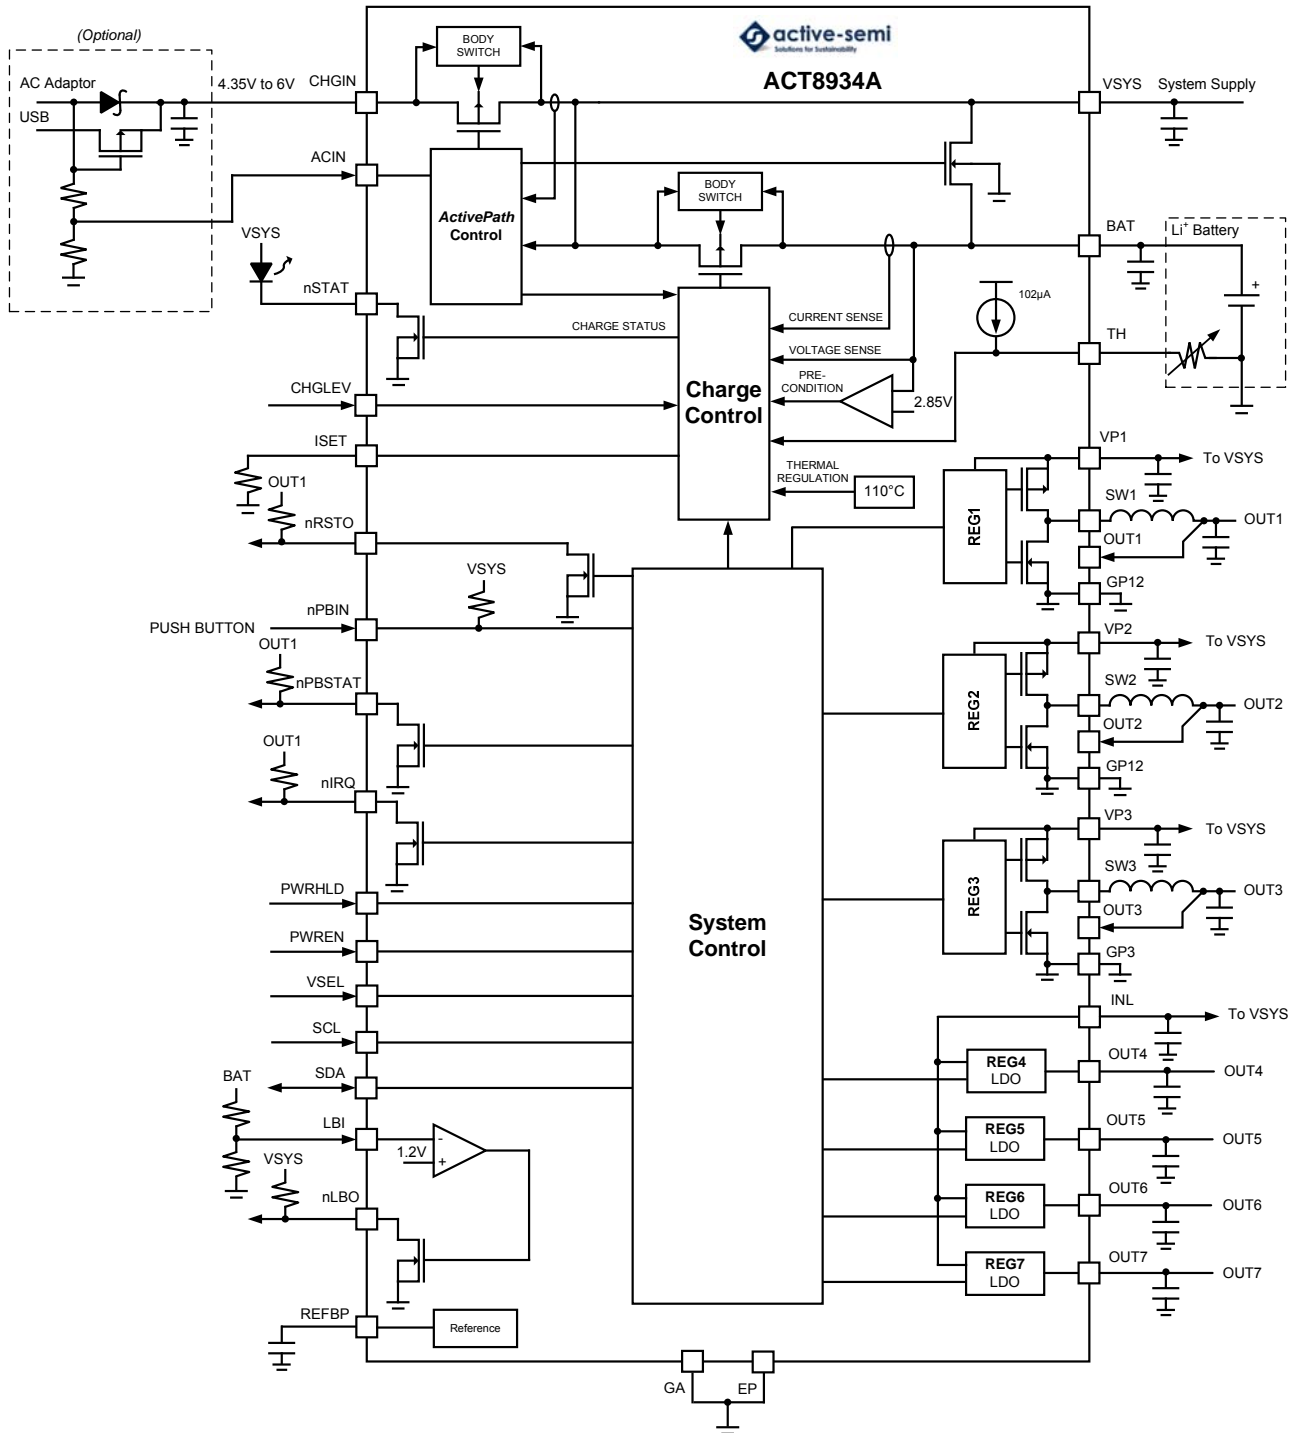 active-semi
Solutions for Sustainability
ACT8934A
(Optional)
AC Adaptor
USB
4.35V to 6V
CHGIN
BODY
SWITCH
VSYS
System Supply
ACIN
ActivePath
Control
BODY
SWITCH
VSYS
nSTAT
BAT
Li+ Battery
+
102µA
CHARGE STATUS
CURRENT SENSE
VOLTAGE SENSE
PRE-
CONDITION
2.85V
TH
Charge
Control
CHGLEV
ISET
THERMAL
REGULATION
110°C
OUT1
nRSTO
VSYS
nPBIN
PUSH BUTTON
OUT1
nPBSTAT
OUT1
nIRQ
PWRHLD
PWREN
VSEL
SCL
SDA
BAT
LBI
1.2V
-
+
VSYS
nLBO
REFBP
Reference
System
Control
REG1
VP1
To VSYS
SW1
OUT1
OUT1
GP12
REG2
VP2
To VSYS
SW2
OUT2
OUT2
GP12
REG3
VP3
To VSYS
SW3
OUT3
OUT3
GP3
INL
To VSYS
REG4
LDO
OUT4
OUT4
REG5
LDO
OUT5
OUT5
REG6
LDO
OUT6
OUT6
REG7
LDO
OUT7
OUT7
GA
EP